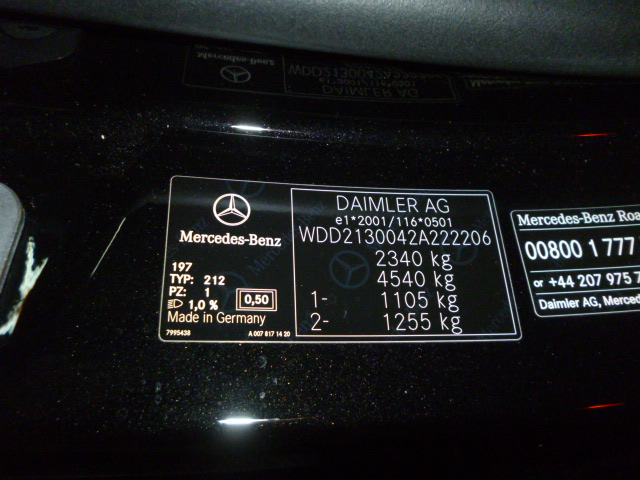 DAIMLER AG
Mercedes-Benz
197
TYP: 212
PZ: 1
1,0 %
0,50
Made in Germany
7995438
A 007 817 14 20
DAIMLER AG
e1*2001/116*0501
WDD2130042A222206
2340 kg
4540 kg
1- 1105 kg
2- 1255 kg
Mercedes-Benz Roa
00800 1 777
or +44 207 975 7
Daimler AG, Merced